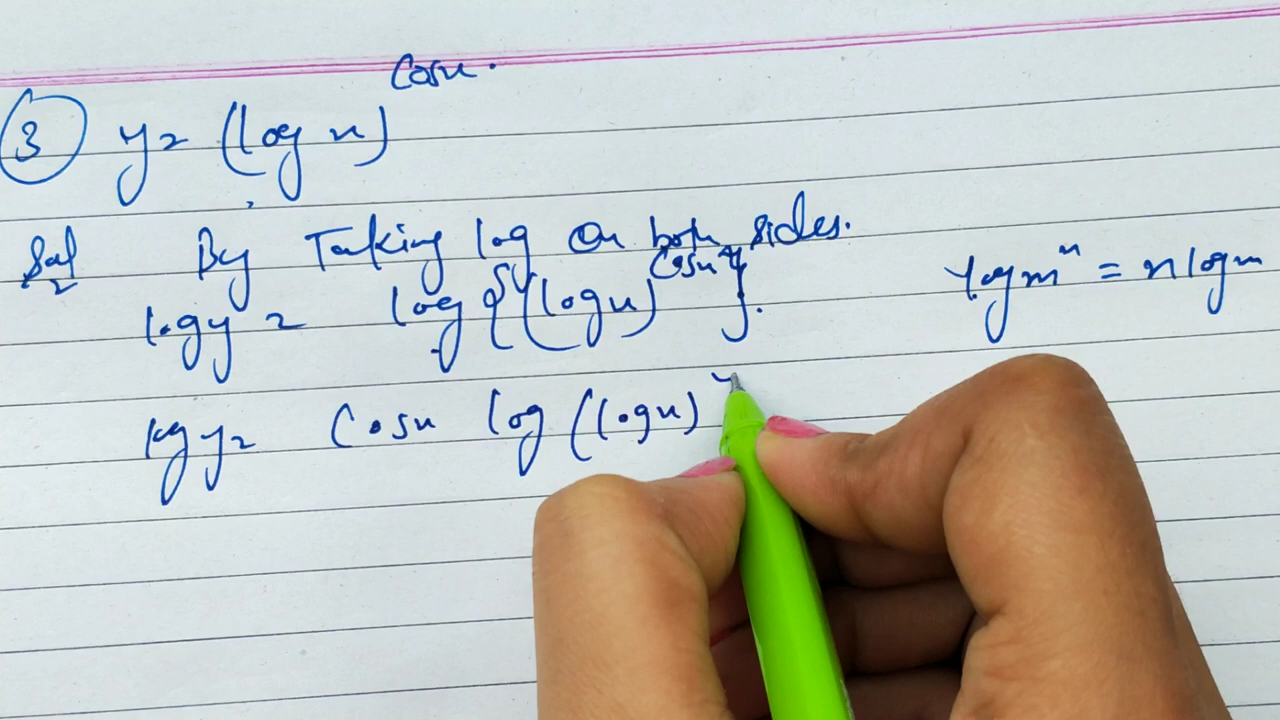 Cosx.
3 y = (log x)
Sol By Taking log on both sides.
log y = log {(log x)^Cosx}.
log m^n = n log m
log y = Cosx log (log x)